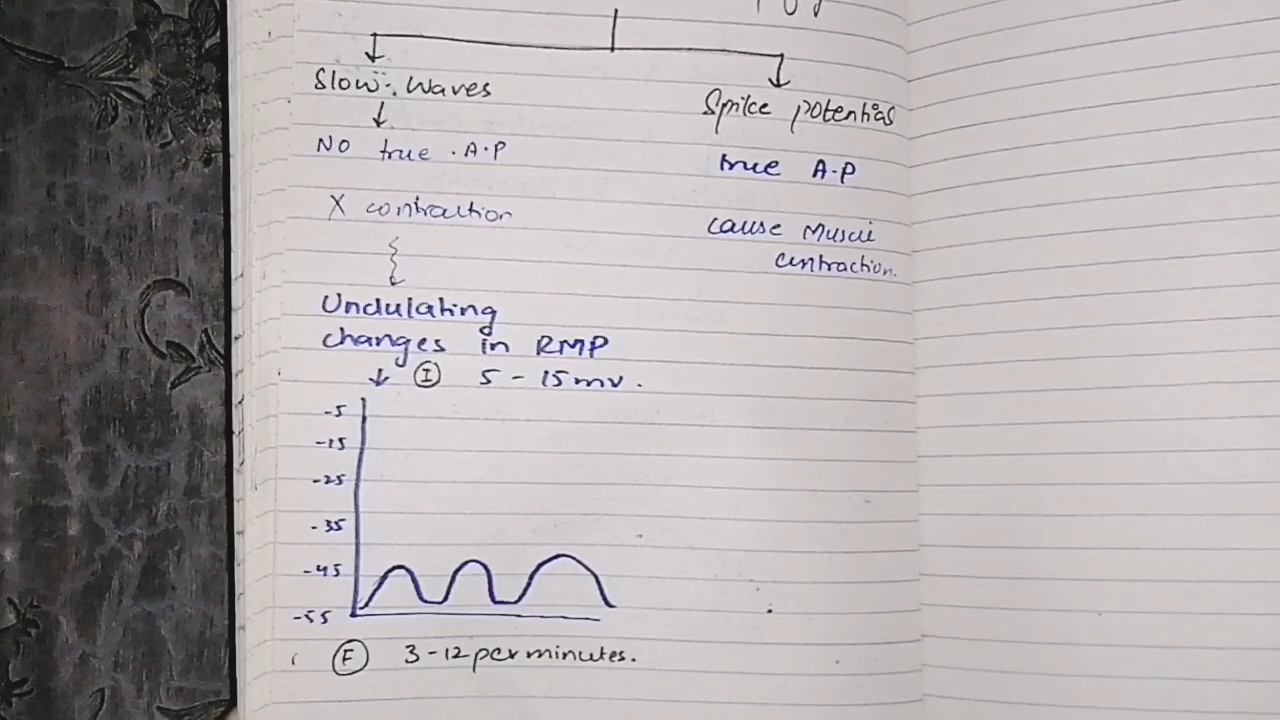 Slow Waves
Spike potentials
NO true . A.P
true A.P
X contraction
cause Muscle
contraction.
Undulating
changes in RMP
I 5 - 15mv.
-5
-15
-25
-35
-45
-55
F 3-12 per minutes.